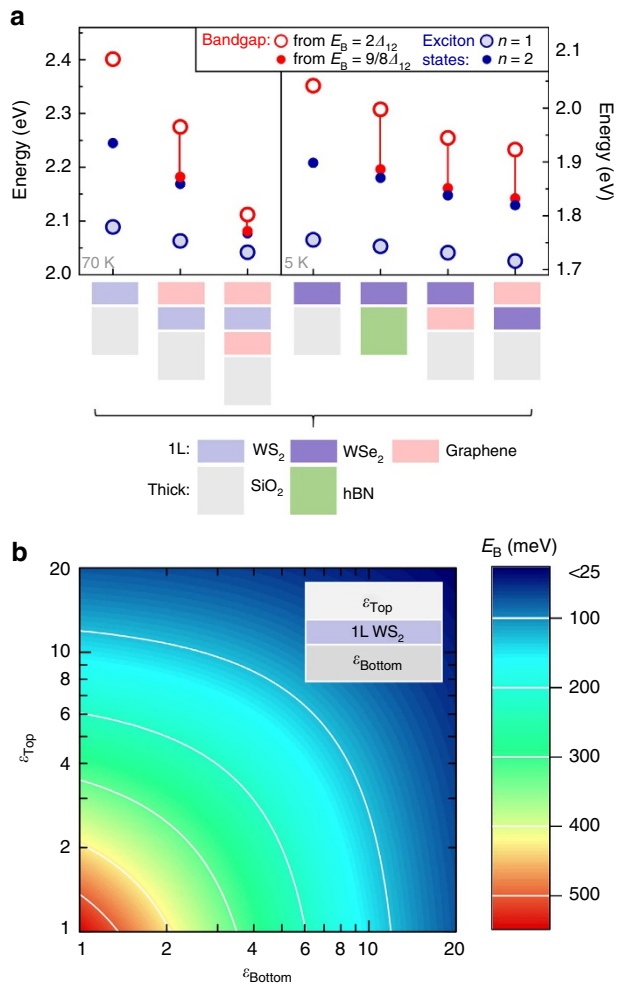 a
Bandgap: from E_B = 2Δ_12 Exciton n = 1
from E_B = 9/8Δ_12 states: n = 2
2.4
2.3
2.2
2.1
2.0
Energy (eV)
2.1
2.0
1.9
1.8
1.7
Energy (eV)
70 K
5 K
1L: WS₂ WSe₂ Graphene
Thick: SiO₂ hBN
b
20
10
8
6
4
2
1
ε_Top
ε_Top
1L WS₂
ε_Bottom
1 2 4 6 8 10 20
ε_Bottom
E_B (meV)
<25
100
200
300
400
500